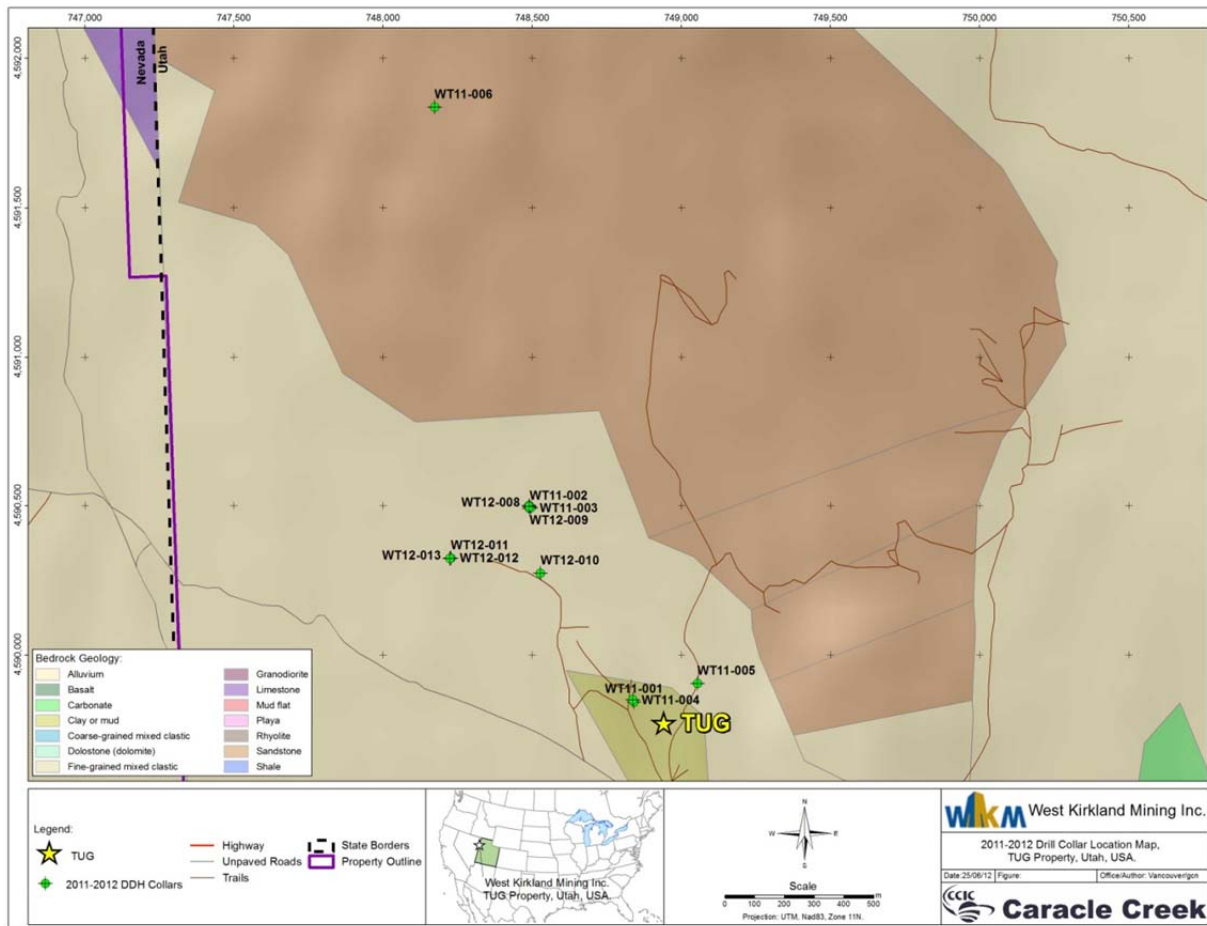 747,000 747,500 748,000 748,500 749,000 749,500 750,000 750,500
4,592,000
4,591,500
4,591,000
4,590,500
4,590,000
Nevada
Utah
WT11-006
WT11-002
WT12-008 WT11-003
WT12-009
WT12-011
WT12-013 WT12-012
WT12-010
WT11-005
WT11-001
WT11-004
TUG
Bedrock Geology:
Alluvium
Basalt
Carbonate
Clay or mud
Coarse-grained mixed clastic
Dolostone (dolomite)
Fine-grained mixed clastic
Granodiorite
Limestone
Mud flat
Playa
Rhyolite
Sandstone
Shale
Legend:
TUG
2011-2012 DDH Collars
Highway
Unpaved Roads
Trails
State Borders
Property Outline
West Kirkland Mining Inc.
TUG Property, Utah, USA.
N
W E
S
Scale
0 100 200 300 400 500
m
Projection: UTM, Nad83, Zone 11N.
WKM West Kirkland Mining Inc.
2011-2012 Drill Collar Location Map,
TUG Property, Utah, USA.
Date:25/06/12 Figure: Office/Author: Vancouver/gcn
CCIC
Caracle Creek